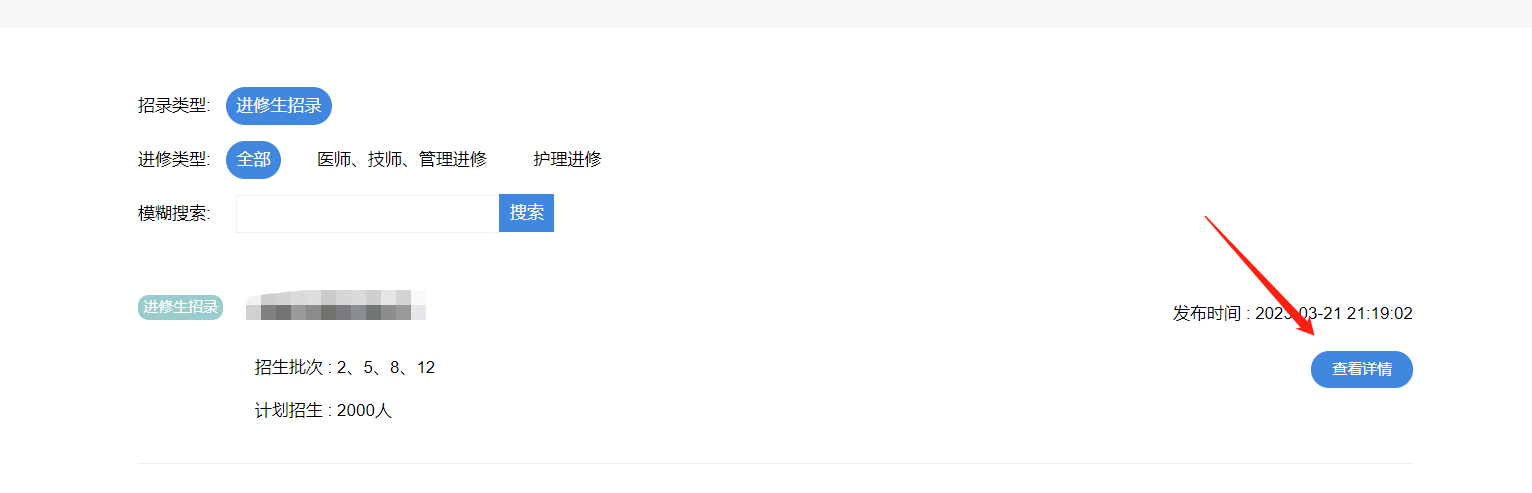 招录类型: 进修生招录
进修类型: 全部 医师、技师、管理进修 护理进修
模糊搜索: 搜索
进修生招录
发布时间 : 2023-03-21 21:19:02
招生批次 : 2、5、8、12
查看详情
计划招生 : 2000人